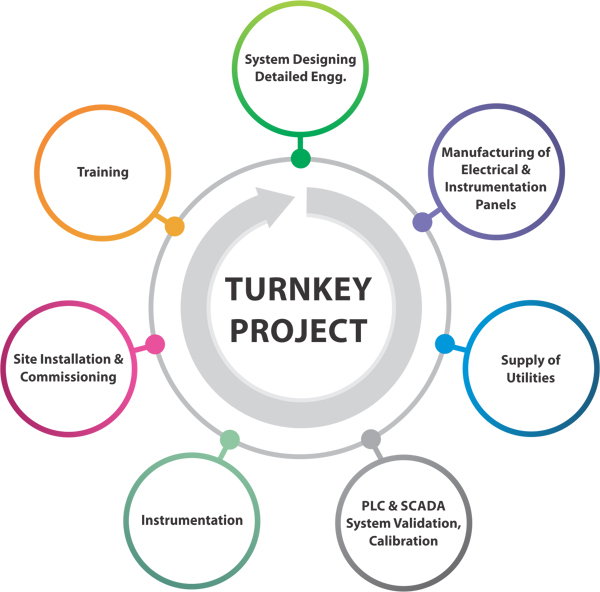 System Designing
Detailed Engg.
Manufacturing of
Electrical &
Instrumentation
Panels
Supply of
Utilities
PLC & SCADA
System Validation,
Calibration
Instrumentation
Site Installation &
Commissioning
Training
TURNKEY
PROJECT